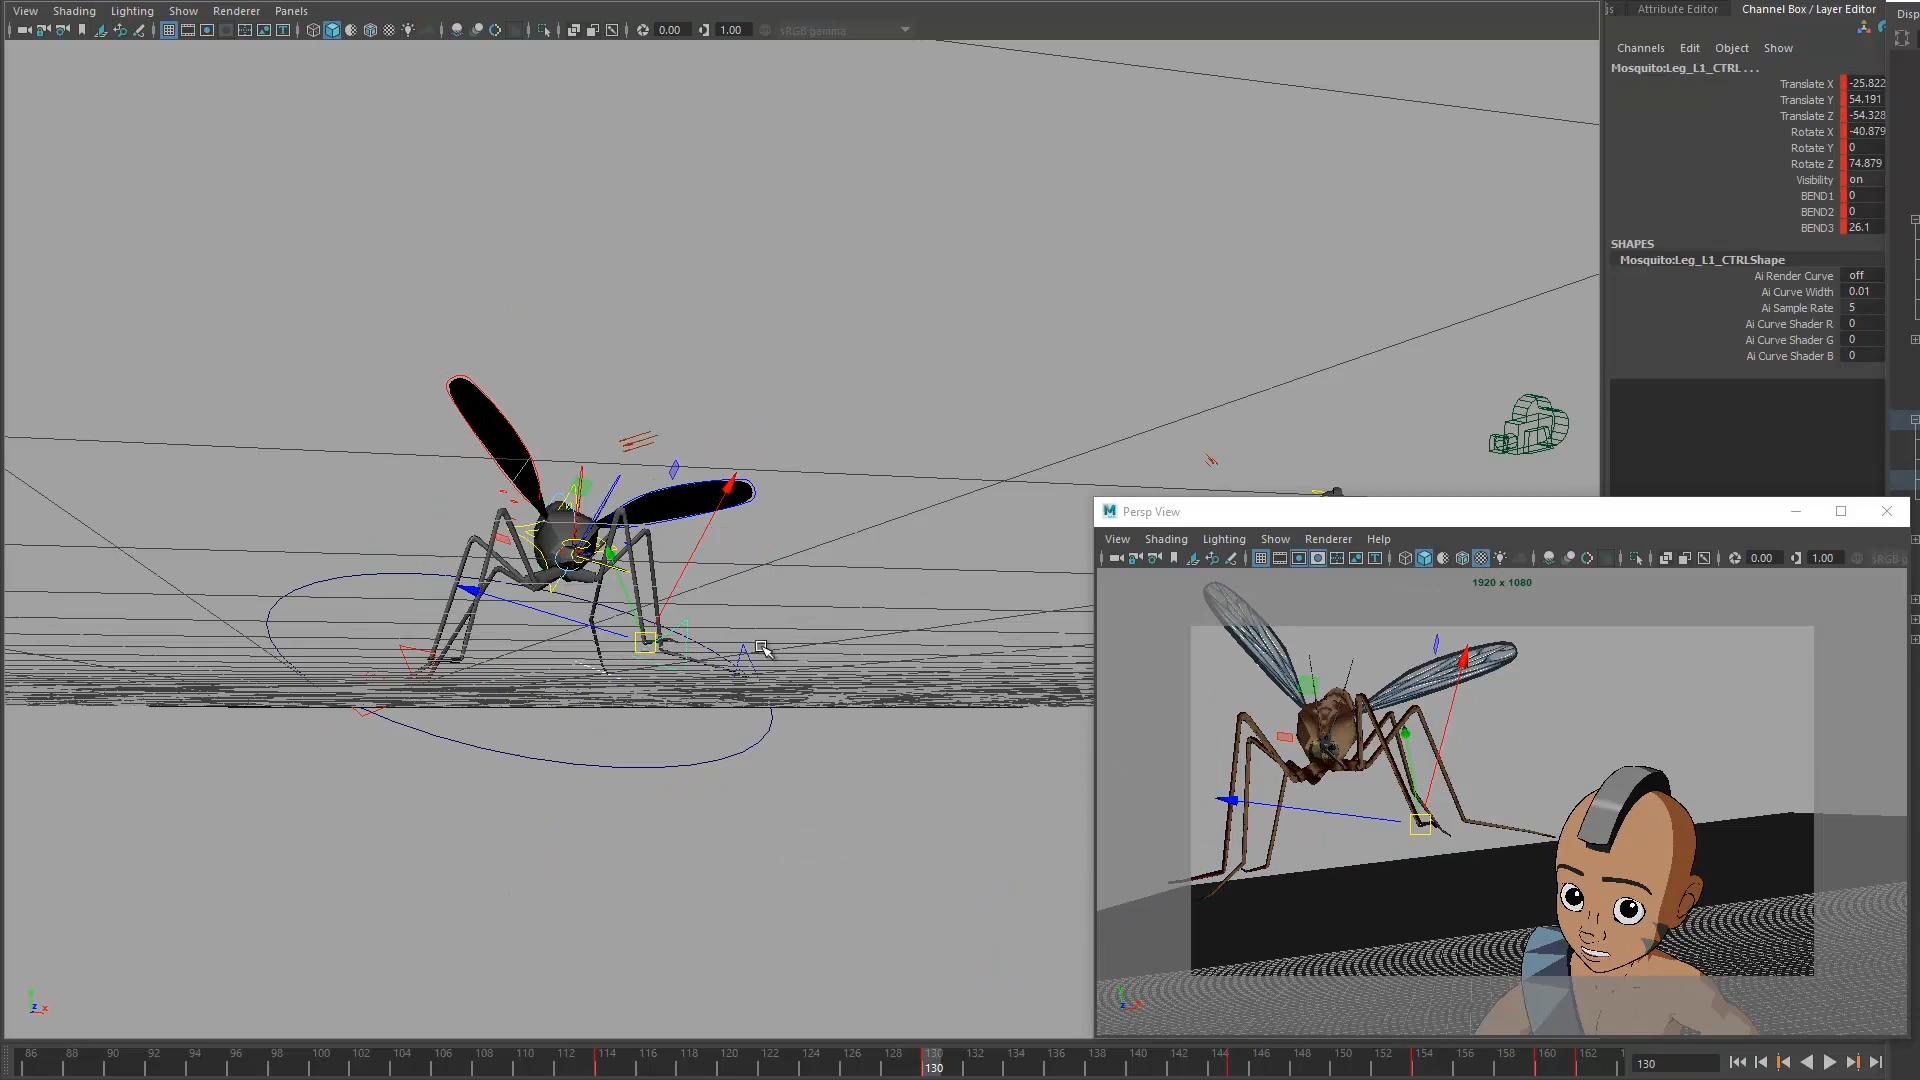 View Shading Lighting Show Renderer Panels
0.00 1.00 sRGB gamma
Attribute Editor Channel Box / Layer Editor Disp
Channels Edit Object Show
Mosquito:Leg_L1_CTRL . . .
Translate X -25.822
Translate Y 54.191
Translate Z -54.328
Rotate X -40.879
Rotate Y 0
Rotate Z 74.879
Visibility on
BEND1 0
BEND2 0
BEND3 26.1
SHAPES
Mosquito:Leg_L1_CTRLShape
Ai Render Curve off
Ai Curve Width 0.01
Ai Sample Rate 5
Ai Curve Shader R 0
Ai Curve Shader G 0
Ai Curve Shader B 0
M Persp View
View Shading Lighting Show Renderer Panels Help
0.00 1.00 sRGB g
1920 x 1080
z x
86 88 90 92 94 96 98 100 102 104 106 108 110 112 114 116 118 120 122 124 126 128 130 132 134 136 138 140 142 144 146 148 150 152 154 156 158 160 162
130 130